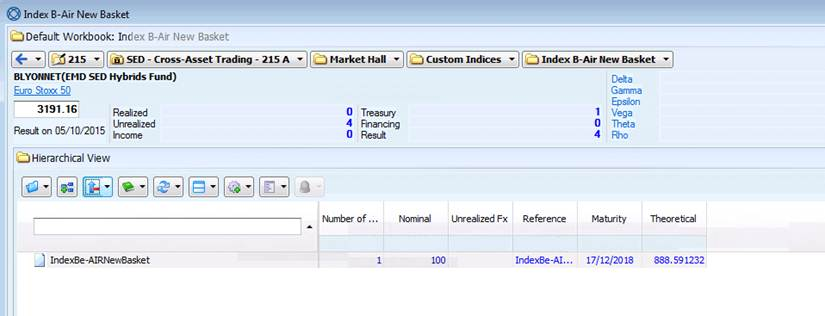 Index B-Air New Basket
Default Workbook: Index B-Air New Basket
215 SED - Cross-Asset Trading - 215 A Market Hall Custom Indices Index B-Air New Basket
BLYONNET(EMD SED Hybrids Fund)
Euro Stoxx 50
3191.16
Result on 05/10/2015
Realized 0 Treasury 1
Unrealized 4 Financing 0
Income 0 Result 4
Delta
Gamma
Epsilon
Vega
Theta
Rho
Hierarchical View
Number of ... Nominal Unrealized Fx Reference Maturity Theoretical
IndexBe-AIRNewBasket 1 100 IndexBe-AI... 17/12/2018 888.591232